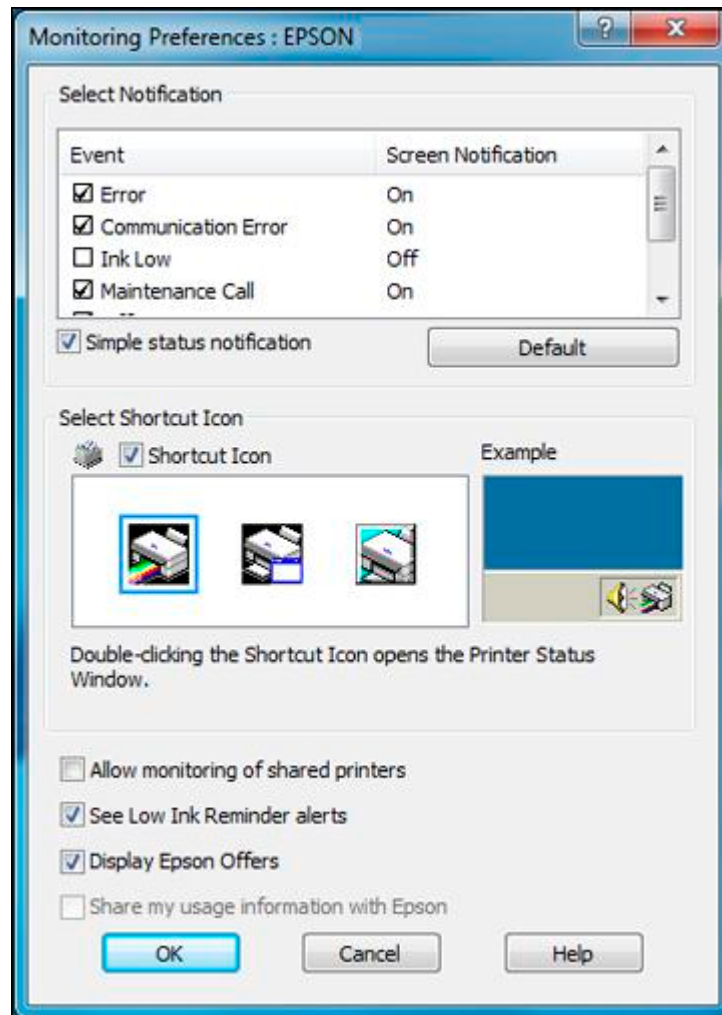 Monitoring Preferences : EPSON
Select Notification
Event Screen Notification
Error On
Communication Error On
Ink Low Off
Maintenance Call On
Simple status notification Default
Select Shortcut Icon
Shortcut Icon Example
Double-clicking the Shortcut Icon opens the Printer Status
Window.
Allow monitoring of shared printers
See Low Ink Reminder alerts
Display Epson Offers
Share my usage information with Epson
OK Cancel Help